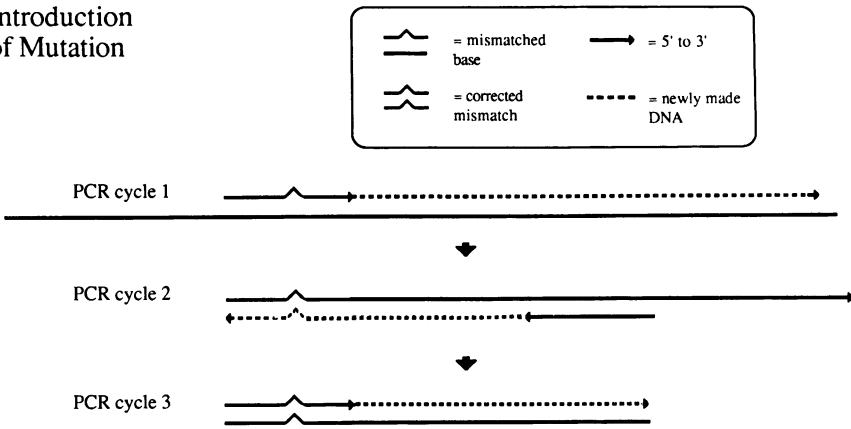 ntroduction
of Mutation
= mismatched
base
= 5' to 3'
= corrected
mismatch
= newly made
DNA
PCR cycle 1
PCR cycle 2
PCR cycle 3